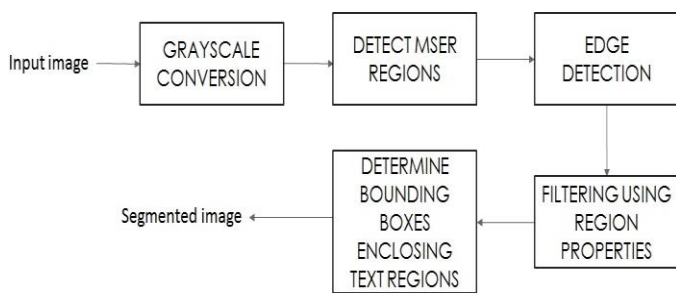 Input image
GRAYSCALE
CONVERSION
DETECT MSER
REGIONS
EDGE
DETECTION
FILTERING USING
REGION
PROPERTIES
DETERMINE
BOUNDING
BOXES
ENCLOSING
TEXT REGIONS
Segmented image